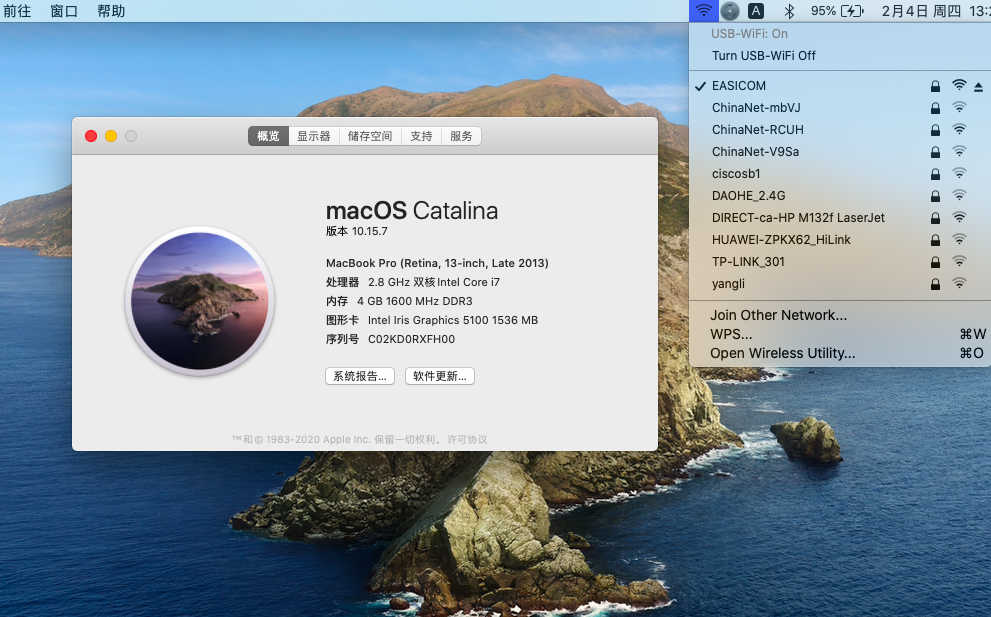 前往 窗口 帮助
A 95% 2月4日 周四 13:2
USB-WiFi: On
Turn USB-WiFi Off
EASICOM
ChinaNet-mbVJ
ChinaNet-RCUH
ChinaNet-V9Sa
ciscosb1
DAOHE_2.4G
DIRECT-ca-HP M132f LaserJet
HUAWEI-ZPKX62_HiLink
TP-LINK_301
yangli
Join Other Network...
WPS... ⌘W
Open Wireless Utility... ⌘O
概览 显示器 储存空间 支持 服务
macOS Catalina
版本 10.15.7
MacBook Pro (Retina, 13-inch, Late 2013)
处理器 2.8 GHz 双核Intel Core i7
内存 4 GB 1600 MHz DDR3
图形卡 Intel Iris Graphics 5100 1536 MB
序列号 C02KD0RXFH00
系统报告... 软件更新...
™和© 1983-2020 Apple Inc. 保留一切权利。许可协议